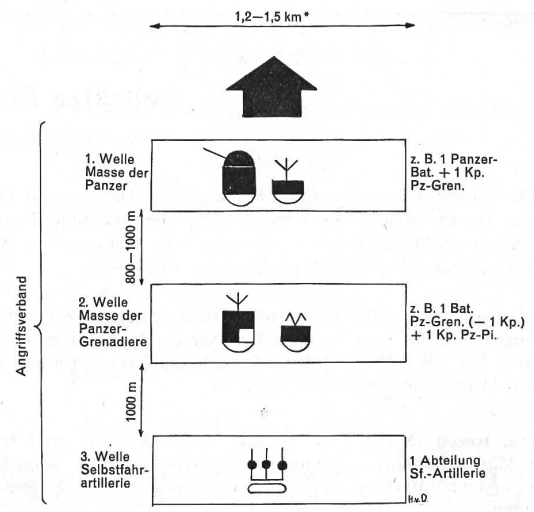 1,2—1,5 km*
1. Welle
Masse der
Panzer
z. B. 1 Panzer-
Bat. + 1 Kp.
Pz-Gren.
800—1000 m
Angriffsverband
2. Welle
Masse der
Panzer-
Grenadiere
z. B. 1 Bat.
Pz-Gren. (— 1 Kp.)
+ 1 Kp. Pz-Pi.
1000 m
3. Welle
Selbstfahr-
artillerie
1 Abteilung
Sf.-Artillerie
H.v.D.